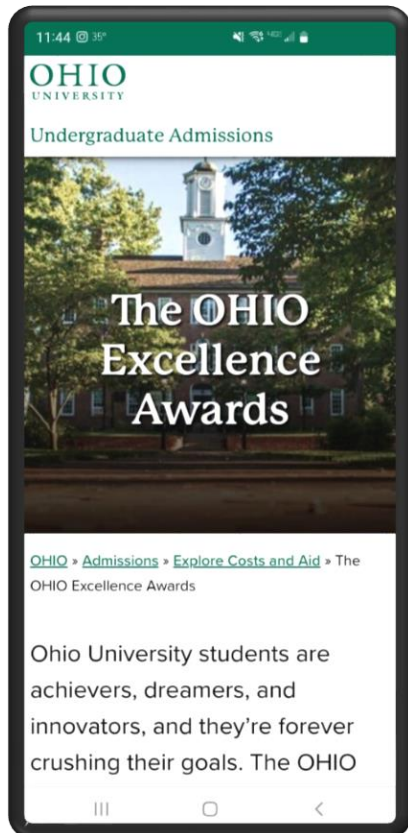 11:44 35°
OHIO
UNIVERSITY
Undergraduate Admissions
The OHIO
Excellence
Awards
OHIO » Admissions » Explore Costs and Aid » The
OHIO Excellence Awards
Ohio University students are
achievers, dreamers, and
innovators, and they're forever
crushing their goals. The OHIO